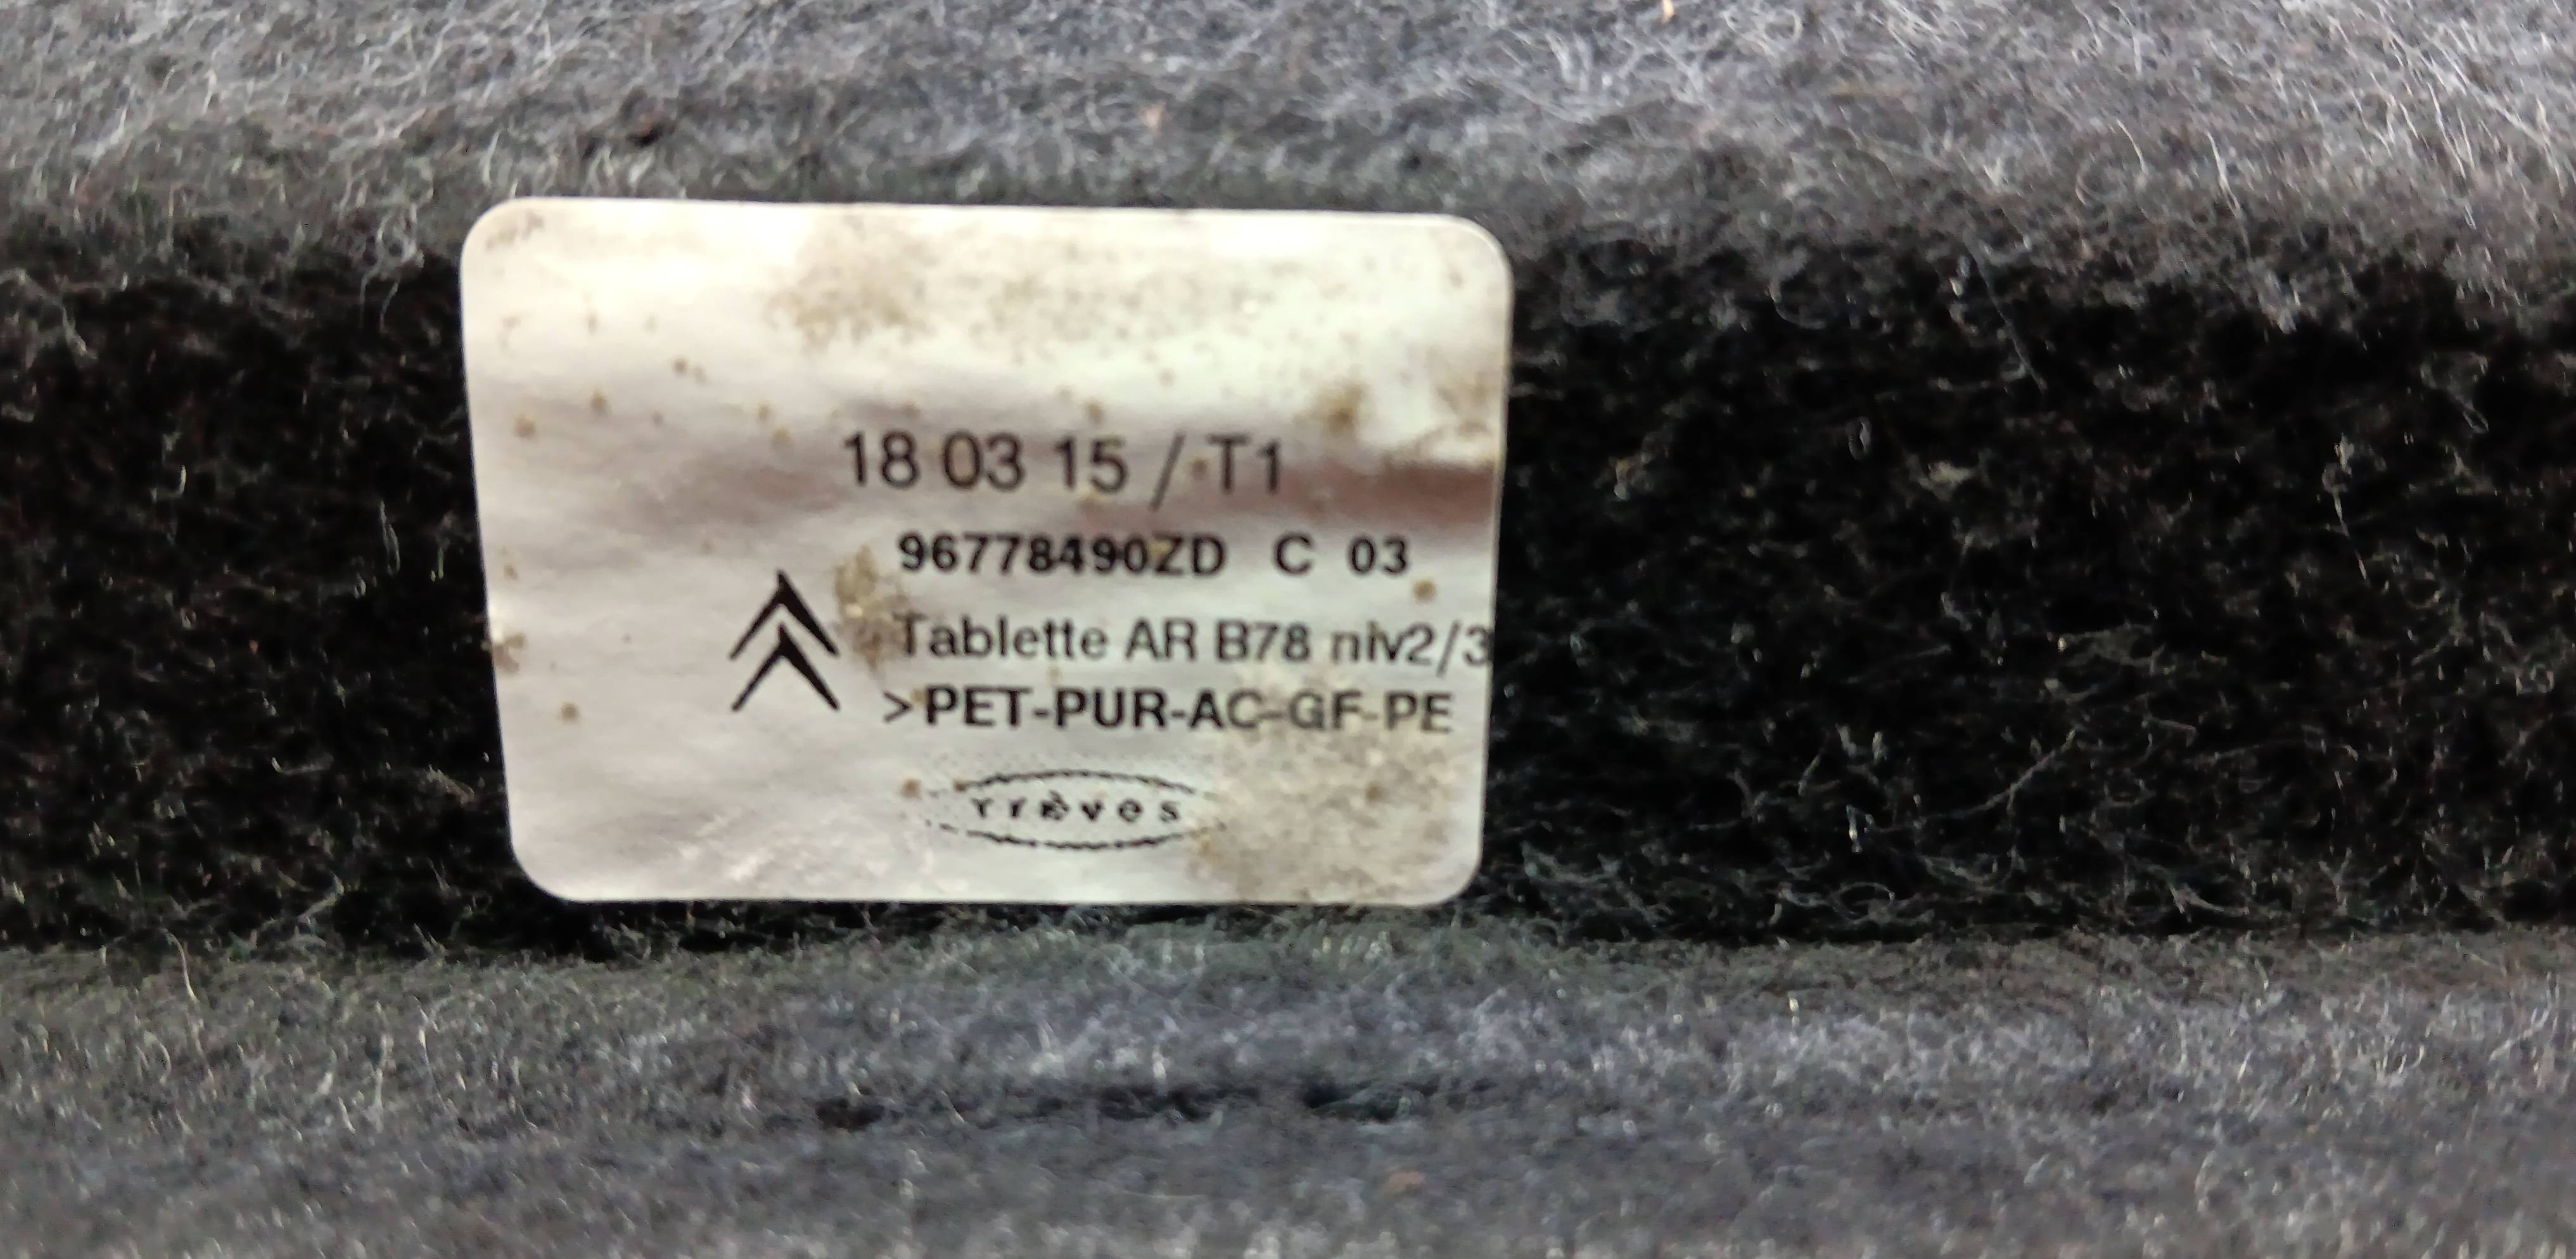 18 03 15 / T1
96778490ZD C 03
Tablette AR B78 niv2/3
>PET-PUR-AC-GF-PE
Trèves